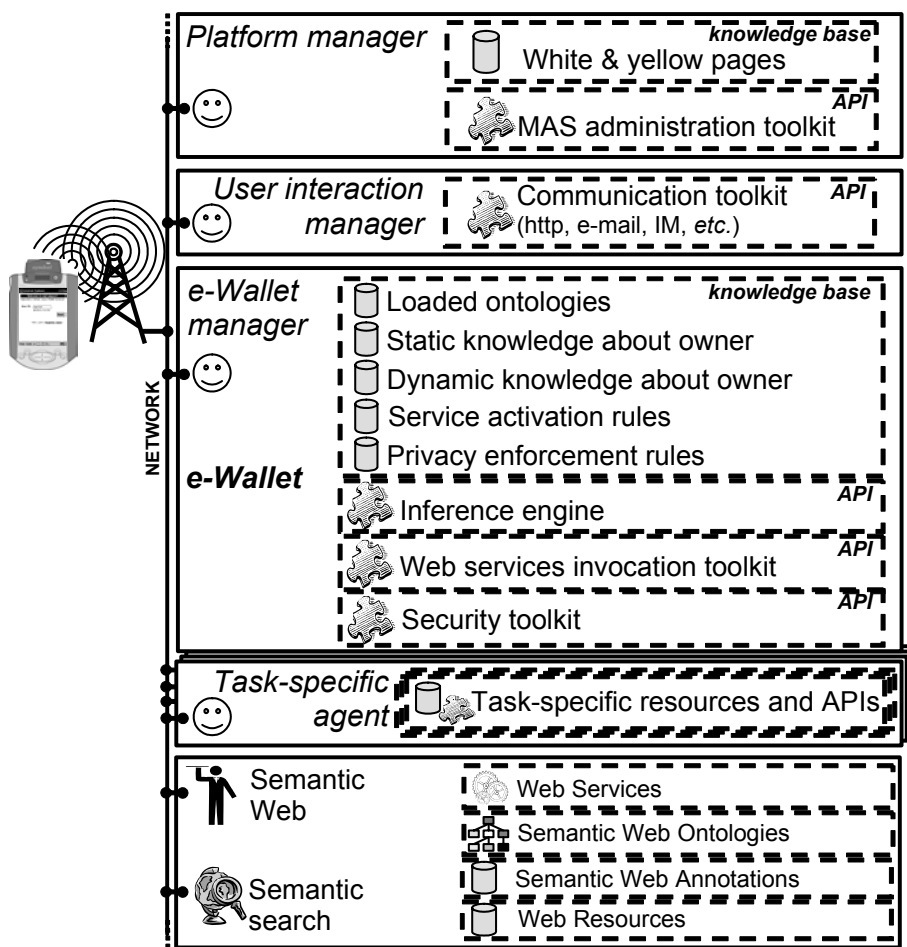 Platform manager
knowledge base
White & yellow pages
API
MAS administration toolkit
User interaction
manager
Communication toolkit
API
(http, e-mail, IM, etc.)
e-Wallet
manager
knowledge base
Loaded ontologies
Static knowledge about owner
Dynamic knowledge about owner
Service activation rules
Privacy enforcement rules
NETWORK
e-Wallet
API
Inference engine
API
Web services invocation toolkit
API
Security toolkit
Task-specific
agent
Task-specific resources and APIs
Semantic
Web
Web Services
Semantic Web Ontologies
Semantic
search
Semantic Web Annotations
Web Resources